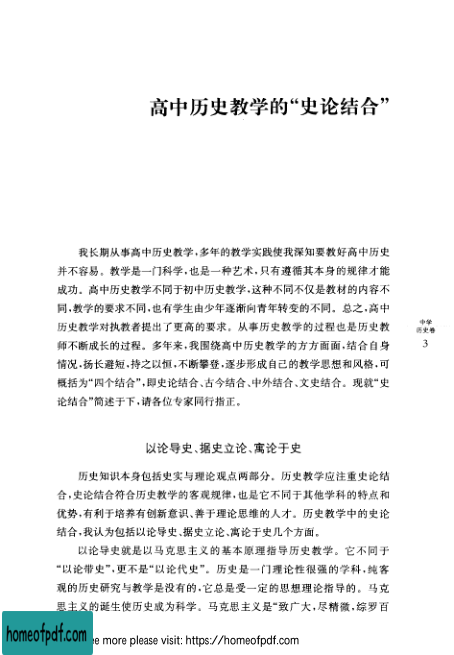 高中历史教学的“史论结合”
我长期从事高中历史教学,多年的教学实践使我深知要教好高中历史
并不容易。教学是一门科学,也是一种艺术,只有遵循其本身的规律才能
成功。高中历史教学不同于初中历史教学,这种不同不仅是教材的内容不
同,教学的要求不同,也有学生由少年逐渐向青年转变的不同。总之,高中
历史教学对执教者提出了更高的要求。从事历史教学的过程也是历史教
师不断成长的过程。多年来,我围绕高中历史教学的方方面面,结合自身
情况,扬长避短,持之以恒,不断攀登,逐步形成自己的教学思想和风格,可
概括为“四个结合”,即史论结合、古今结合、中外结合、文史结合。现就“史
论结合”简述于下,请各位专家同行指正。
中学
历史卷
3
以论导史、据史立论、寓论于史
历史知识本身包括史实与理论观点两部分。历史教学应注重史论结
合,史论结合符合历史教学的客观规律,也是它不同于其他学科的特点和
优势,有利于培养有创新意识、善于理论思维的人才。历史教学中的史论
结合,我认为包括以论导史、据史立论、寓论于史几个方面。
以论导史就是以马克思主义的基本原理指导历史教学。它不同于
“以论带史”,更不是“以论代史”。历史是一门理论性很强的学科,纯客
观的历史研究与教学是没有的,它总是受一定的思想理论指导的。马克
思主义的诞生使历史成为科学。马克思主义是“致广大,尽精微,综罗百
homeofpdf.com
ee more please visit: https://homeofpdf.com